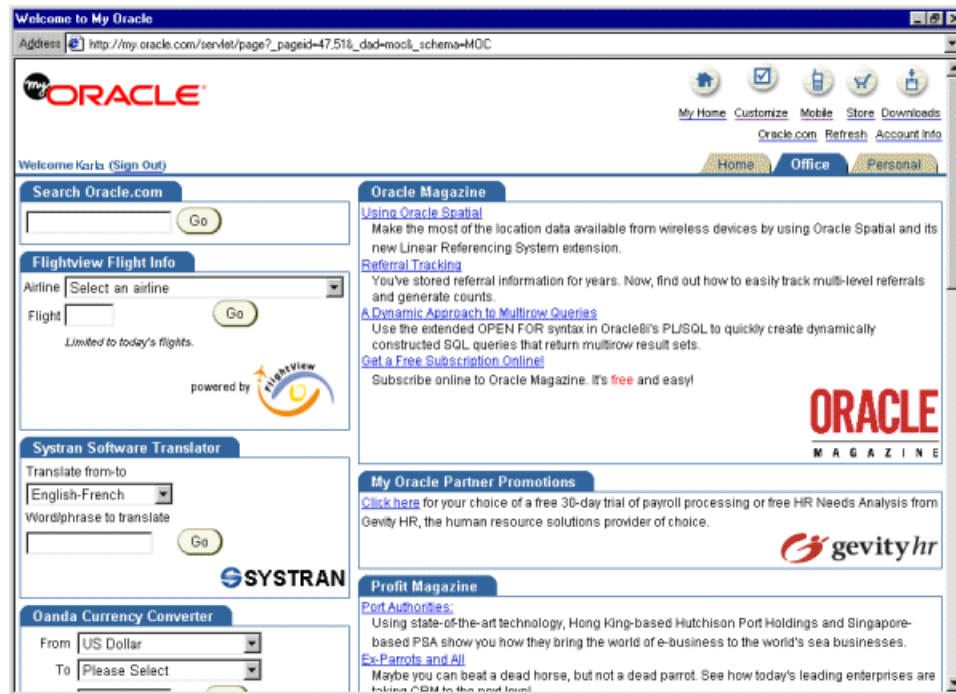 Welcome to My Oracle
Address http://my.oracle.com/servlet/page?_pageid=47,51&_dad=moc&_schema=MOC
my ORACLE
My Home Customize Mobile Store Downloads
Oracle.com Refresh Account Info
Welcome Karla (Sign Out)
Home Office Personal
Search Oracle.com
Go
Flightview Flight Info
Airline Select an airline
Flight Go
Limited to today's flights.
powered by FlightView
Systran Software Translator
Translate from-to
English-French
Word/phrase to translate
Go
SYSTRAN
Oanda Currency Converter
From US Dollar
To Please Select
Oracle Magazine
Using Oracle Spatial
Make the most of the location data available from wireless devices by using Oracle Spatial and its
new Linear Referencing System extension.
Referral Tracking
You've stored referral information for years. Now, find out how to easily track multi-level referrals
and generate counts.
A Dynamic Approach to Multirow Queries
Use the extended OPEN FOR syntax in Oracle8i's PL/SQL to quickly create dynamically
constructed SQL queries that return multirow result sets.
Get a Free Subscription Online!
Subscribe online to Oracle Magazine. It's free and easy!
ORACLE
MAGAZINE
My Oracle Partner Promotions
Click here for your choice of a free 30-day trial of payroll processing or free HR Needs Analysis from
Gevity HR, the human resource solutions provider of choice.
gevityhr
Profit Magazine
Port Authorities:
Using state-of-the-art technology, Hong King-based Hutchison Port Holdings and Singapore-
based PSA show you how they bring the world of e-business to the world's sea businesses.
Ex-Parrots and All
Maybe you can beat a dead horse, but not a dead parrot. See how today's leading enterprises are
taking CRM to the next level.